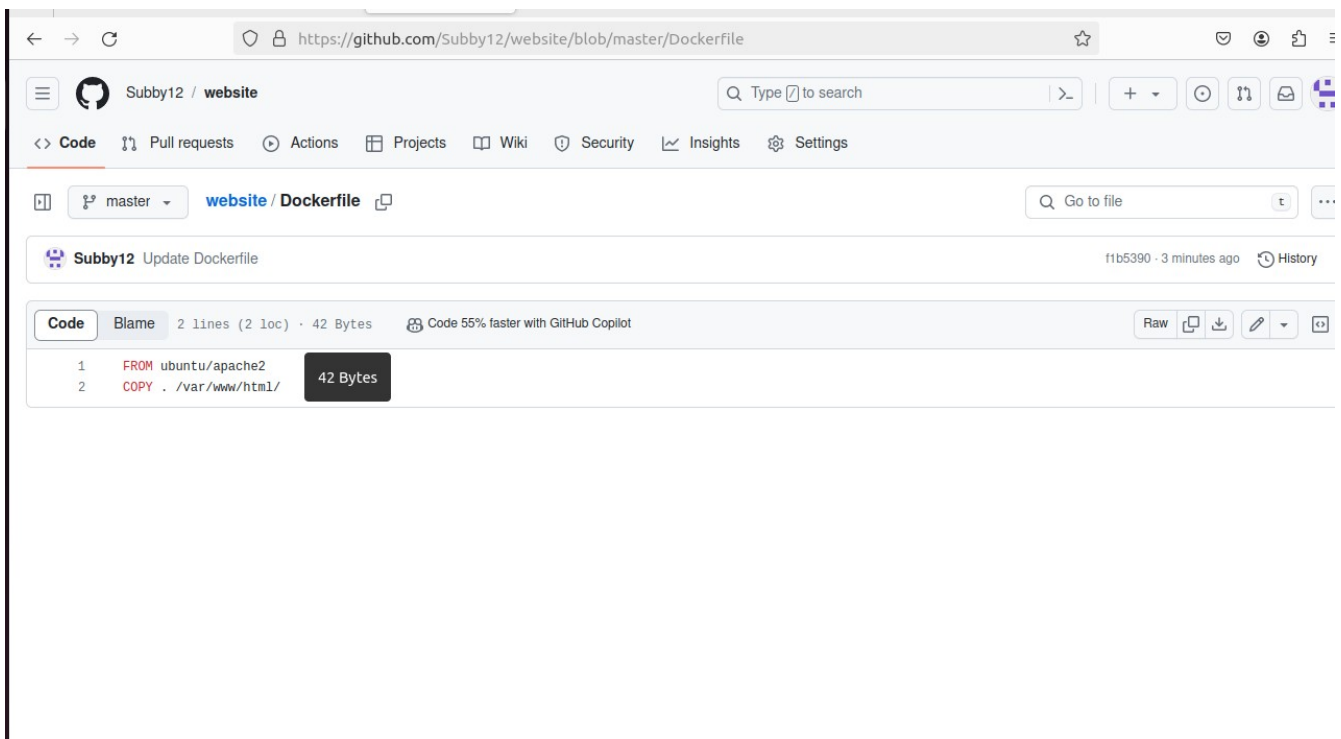 https://github.com/Subby12/website/blob/master/Dockerfile
Subby12 / website
Type / to search
Code Pull requests Actions Projects Wiki Security Insights Settings
master website / Dockerfile
Go to file t
Subby12 Update Dockerfile f1b5390 · 3 minutes ago History
Code Blame 2 lines (2 loc) · 42 Bytes Code 55% faster with GitHub Copilot Raw
1 FROM ubuntu/apache2
2 COPY . /var/www/html/
42 Bytes